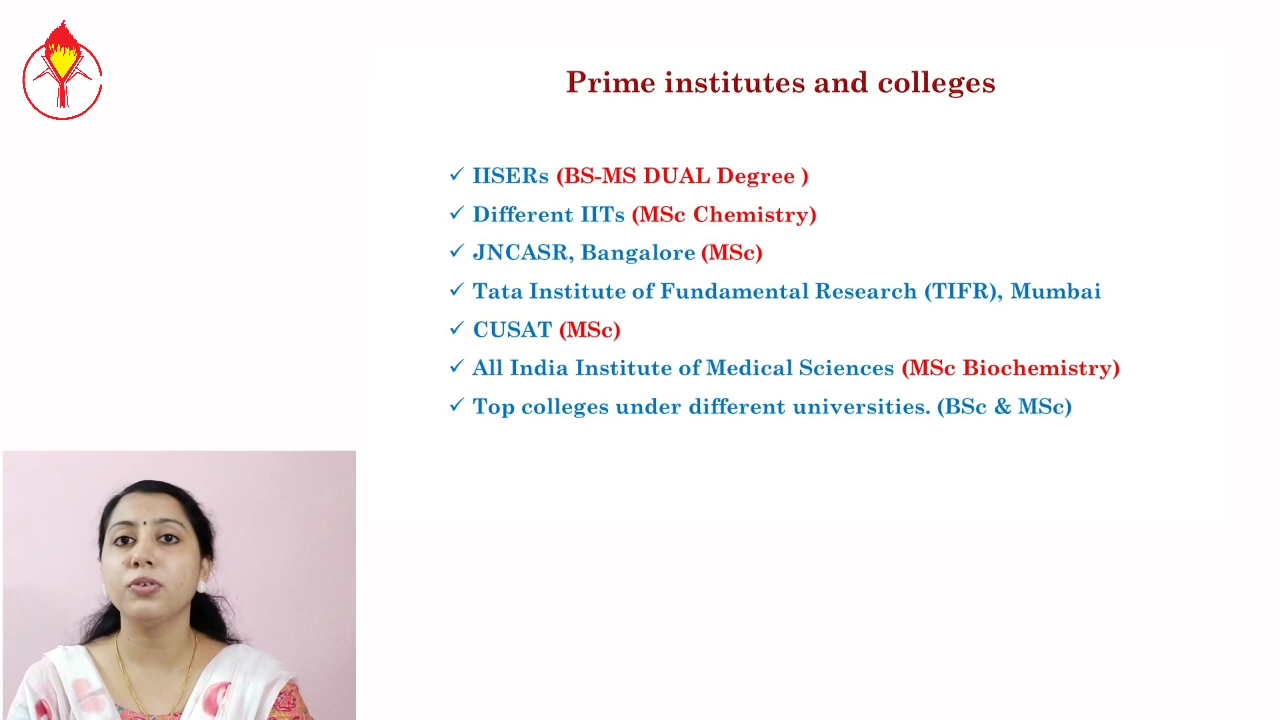 Prime institutes and colleges
✓ IISERs (BS-MS DUAL Degree )
✓ Different IITs (MSc Chemistry)
✓ JNCASR, Bangalore (MSc)
✓ Tata Institute of Fundamental Research (TIFR), Mumbai
✓ CUSAT (MSc)
✓ All India Institute of Medical Sciences (MSc Biochemistry)
✓ Top colleges under different universities. (BSc & MSc)